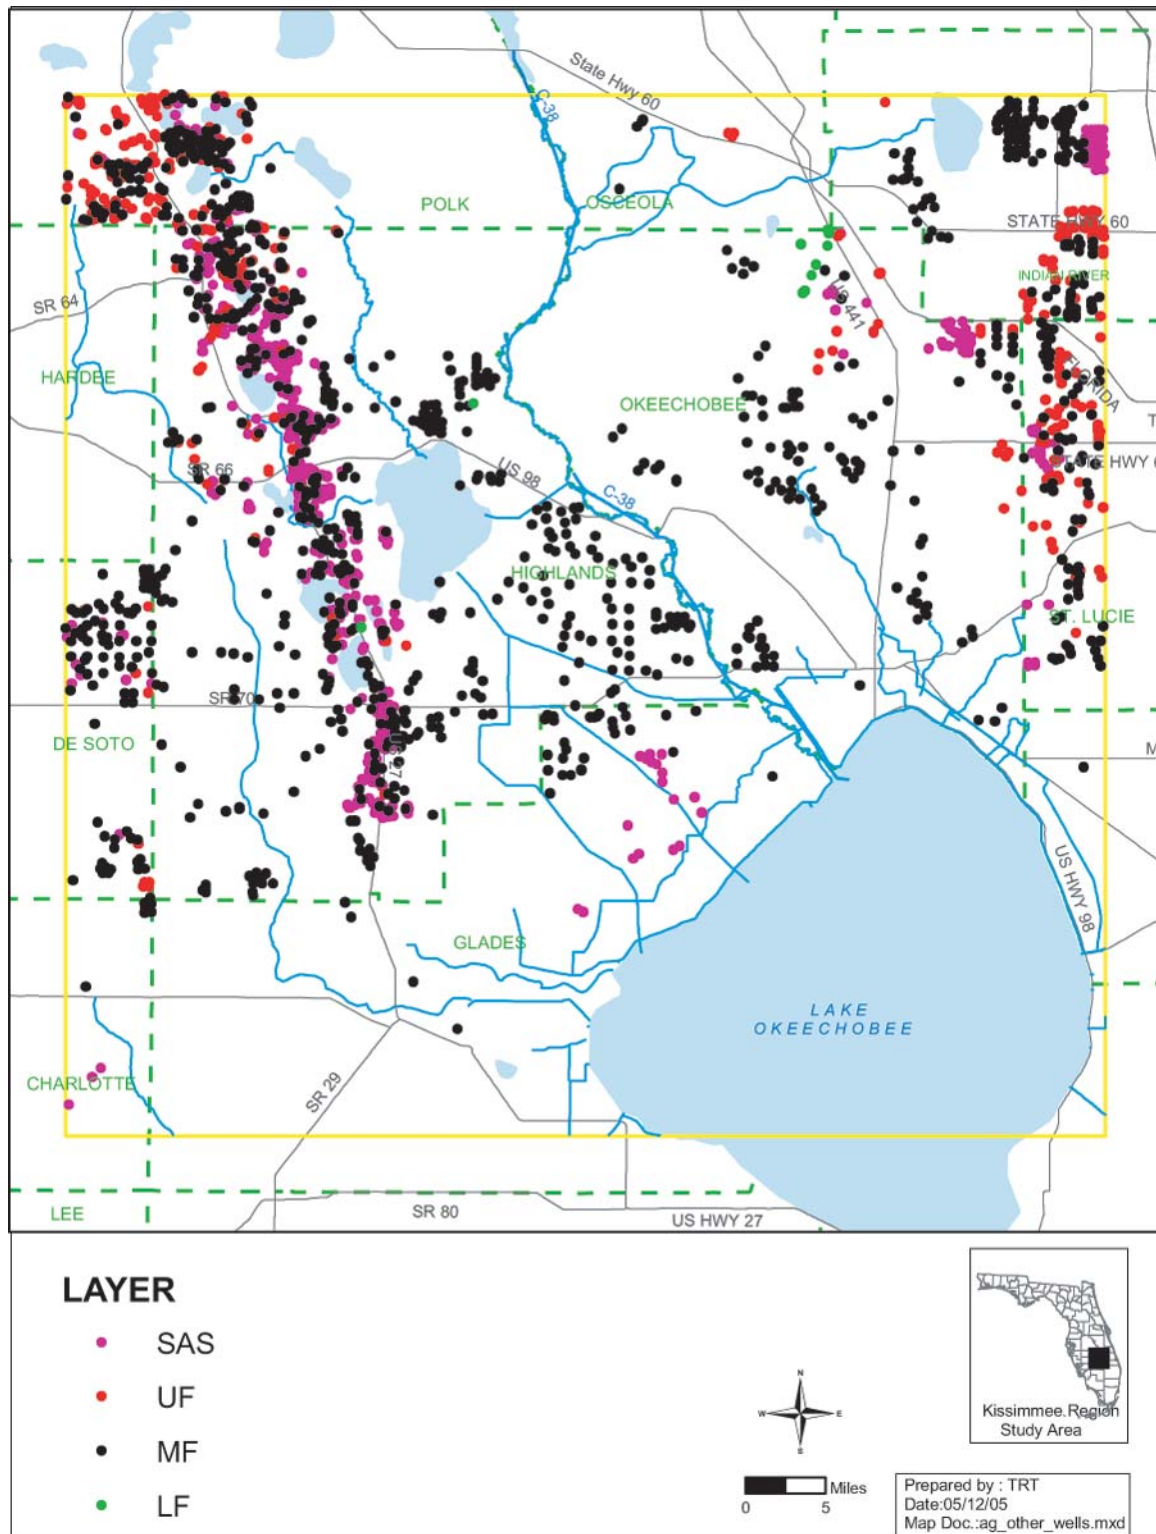 State Hwy 60
C-38
POLK
OSCEOLA
STATE HWY 60
INDIAN RIVER
SR 64
US 441
HARDEE
OKEECHOBEE
FLORIDA
T
SR 66
US 98
STATE HWY 6
C-38
HIGHLANDS
ST. LUCIE
SR 70
DE SOTO
US 27
M
US HWY 98
GLADES
LAKE
OKEECHOBEE
CHARLOTTE
SR 29
LEE
SR 80
US HWY 27
LAYER
SAS
UF
MF
LF
N
W
E
S
Miles
0
5
Kissimmee.Region
Study Area
Prepared by : TRT
Date:05/12/05
Map Doc.:ag_other_wells.mxd